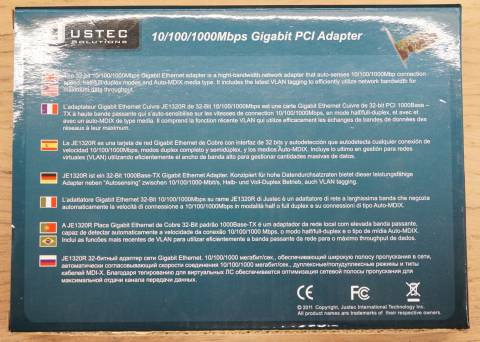 USTEC
SOLUTIONS
10/100/1000Mbps Gigabit PCI Adapter
The 32-bit 10/100/1000Mbps Gigabit Ethernet adapter is a hight-bandwidth network adapter that auto-senses 10/100/1000Mbp connection
speed, half/full-duplex modes and Auto-MDIX media type. It includes the latest VLAN tagging to efficiently utilize network bandwidth for
maximum data throughput.
L'adaptateur Gigabit Ethernet Cuivre JE1320R de 32-Bit 10/100/1000Mbps wst une carte Gigabit Ethernet Cuivre de 32-bit PCI 1000Base–
TX à haute bande passante qui s'auto-sensibilise sur les vitesses de connection 10/100/1000Mbps, en mode half/full-duplex, et avec
et avec un auto-MDIX de type media. Il comprend la fonction récente VLAN qui utilise efficacement les échanges de bandes de données des
réseaux à leur maximum.
La JE1320R es una tarjeta de red Gigabit de Cobre con interfaz de 32 bits y autodetección que autodetecta cualquier conexión de
velocidad 10/100/1000Mbps, modos duplex completo y semiduplex, y los modos Auto-MDIX. Incluye lo ultimo en gestión para redes
virtuales (VLAN) utilizando eficientemente el ancho de banda alto para gestionar cantidades masivas de datos.
JE1320R ist ein 32-Bit 10/100/1000Mbps Gigabit Ethernet Adapter. Konzipiert für hohe Datendurchsatzraten bietet dieser leistungsfähige
Adapter neben "Autosensing" zwischen 10/100/1000-Mbt/s, Halb- und Voll-Duplex Betrieb, auch VLAN tagging.
L'adattatore Gigabit Ethernet 32-Bit 10/100/1000Mbps su rame JE1320R di Justec è un adattatore di rete a larghissima banda che negozia
automaticamente la velocità di connessione a 10/100/1000 Mbps in modalità half o full duplex e la sua connessione di tipo Auto-MDIX.
A JE1320R Placa Gigabit Ethernet de Cobre 32-Bit padrão 1000BASE-TX é um adaptador da rede local com elevada banda passante,
capaz de detectar automaticamente a velocidade de conexão 10/100/1000 Mbps, o modo half/full-duplex e o tipo de mídia Auto-MDIX.
Inclui as funções mais recentes de VLAN para utilizar eficientemente a banda passante da rede para o máximo throughput de dados.
JE1320R 32-битный адаптер сати Gigabit Ethernet, 10/100/1000 мегабит/сек., обеспечивающий широкую полосу пропускания в сети,
автоматически согласовывающий скорости соединения 10/100/1000 мегабит/сек., дуплексные/полудуплексные режимы и типы
кабелей MDI-X. Благодаря тегированию для виртуальных ЛС обеспечивается оптимизация сетевой полосы пропускания для
максимальной отдачи канала передачи данных.
CE FC
© 2011 Copyright, Justec International Technology Inc.
All product names are trademark of their respective owners.